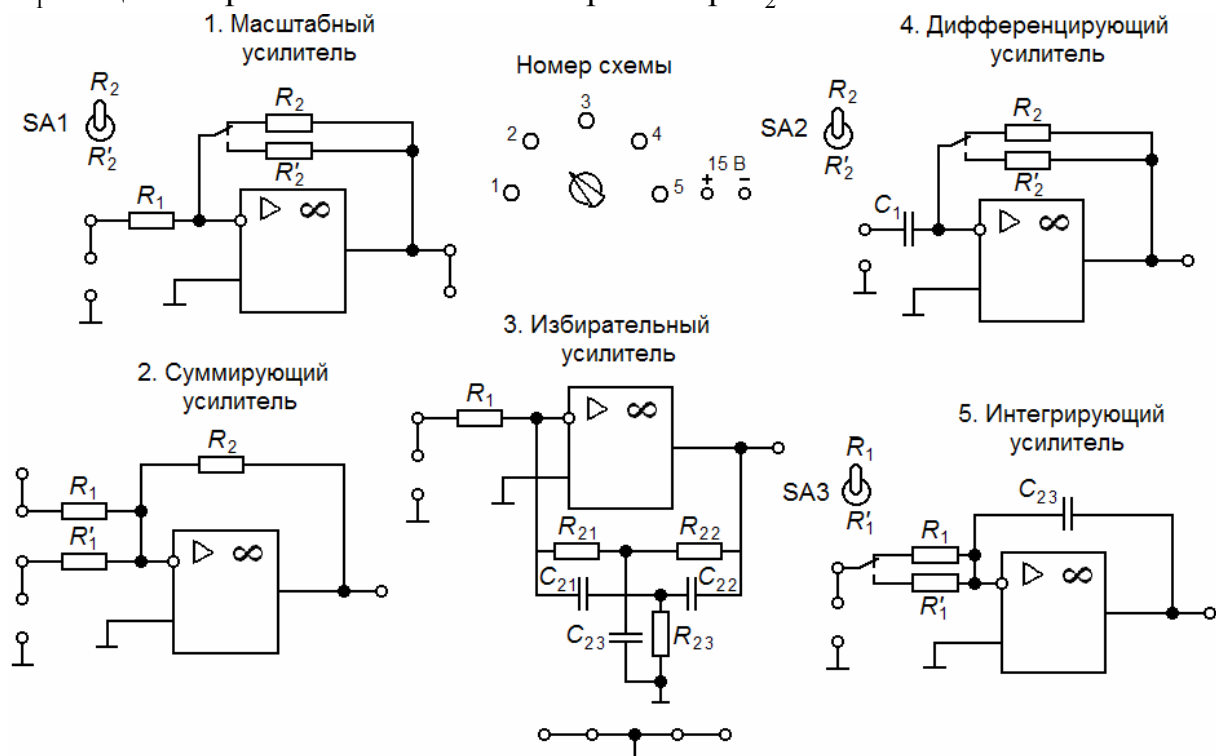 1. Масштабный
усилитель
SA1
R2
R'2
R2
R'2
R1
▷ ∞
Номер схемы
1
2
3
4
5
15 В
+ -
4. Дифференцирующий
усилитель
SA2
R2
R'2
R2
R'2
C1
▷ ∞
2. Суммирующий
усилитель
R2
R1
R'1
▷ ∞
3. Избирательный
усилитель
R1
▷ ∞
R21
R22
C21
C22
C23
R23
5. Интегрирующий
усилитель
SA3
R1
R'1
C23
R1
R'1
▷ ∞